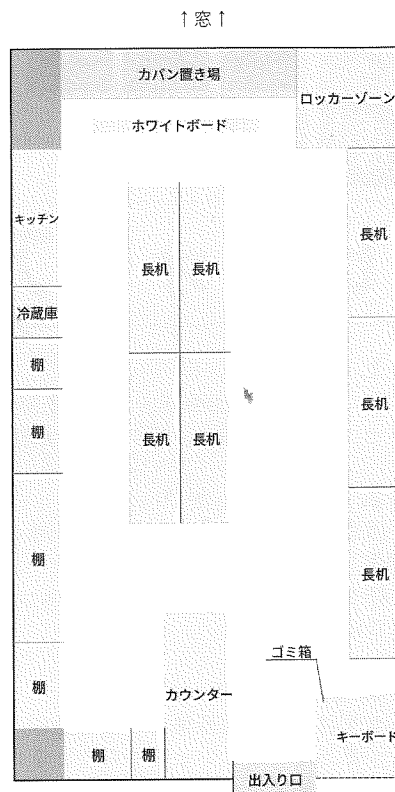 ↑窓↑
カバン置き場
ロッカーゾーン
ホワイトボード
キッチン
長机
長机 長机
冷蔵庫
棚
長机
棚
長机 長机
棚
長机
ゴミ箱
棚
カウンター
キーボード
棚 棚
出入り口